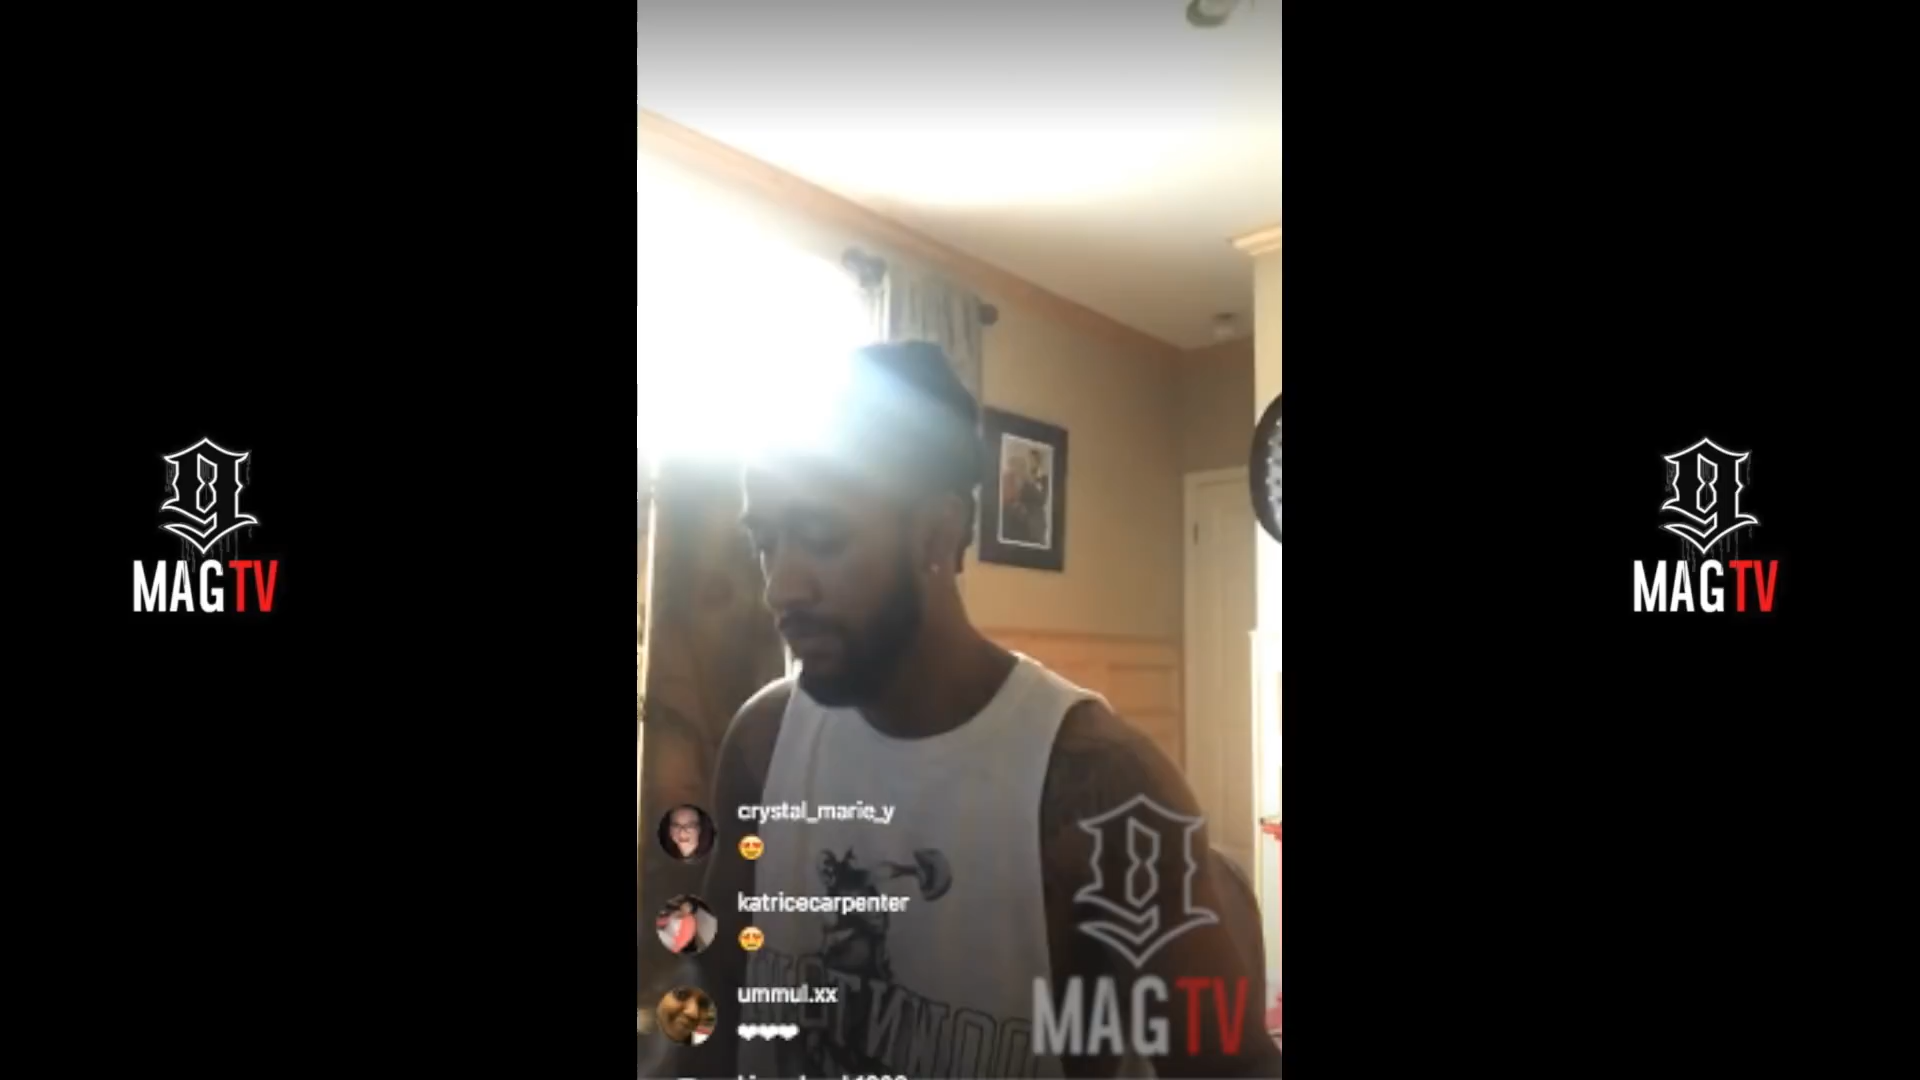 MAGTV
MAGTV
crystal_marie_y
😍
katricecarpenter
😍
ummul.xx
❤❤❤
MAGTV